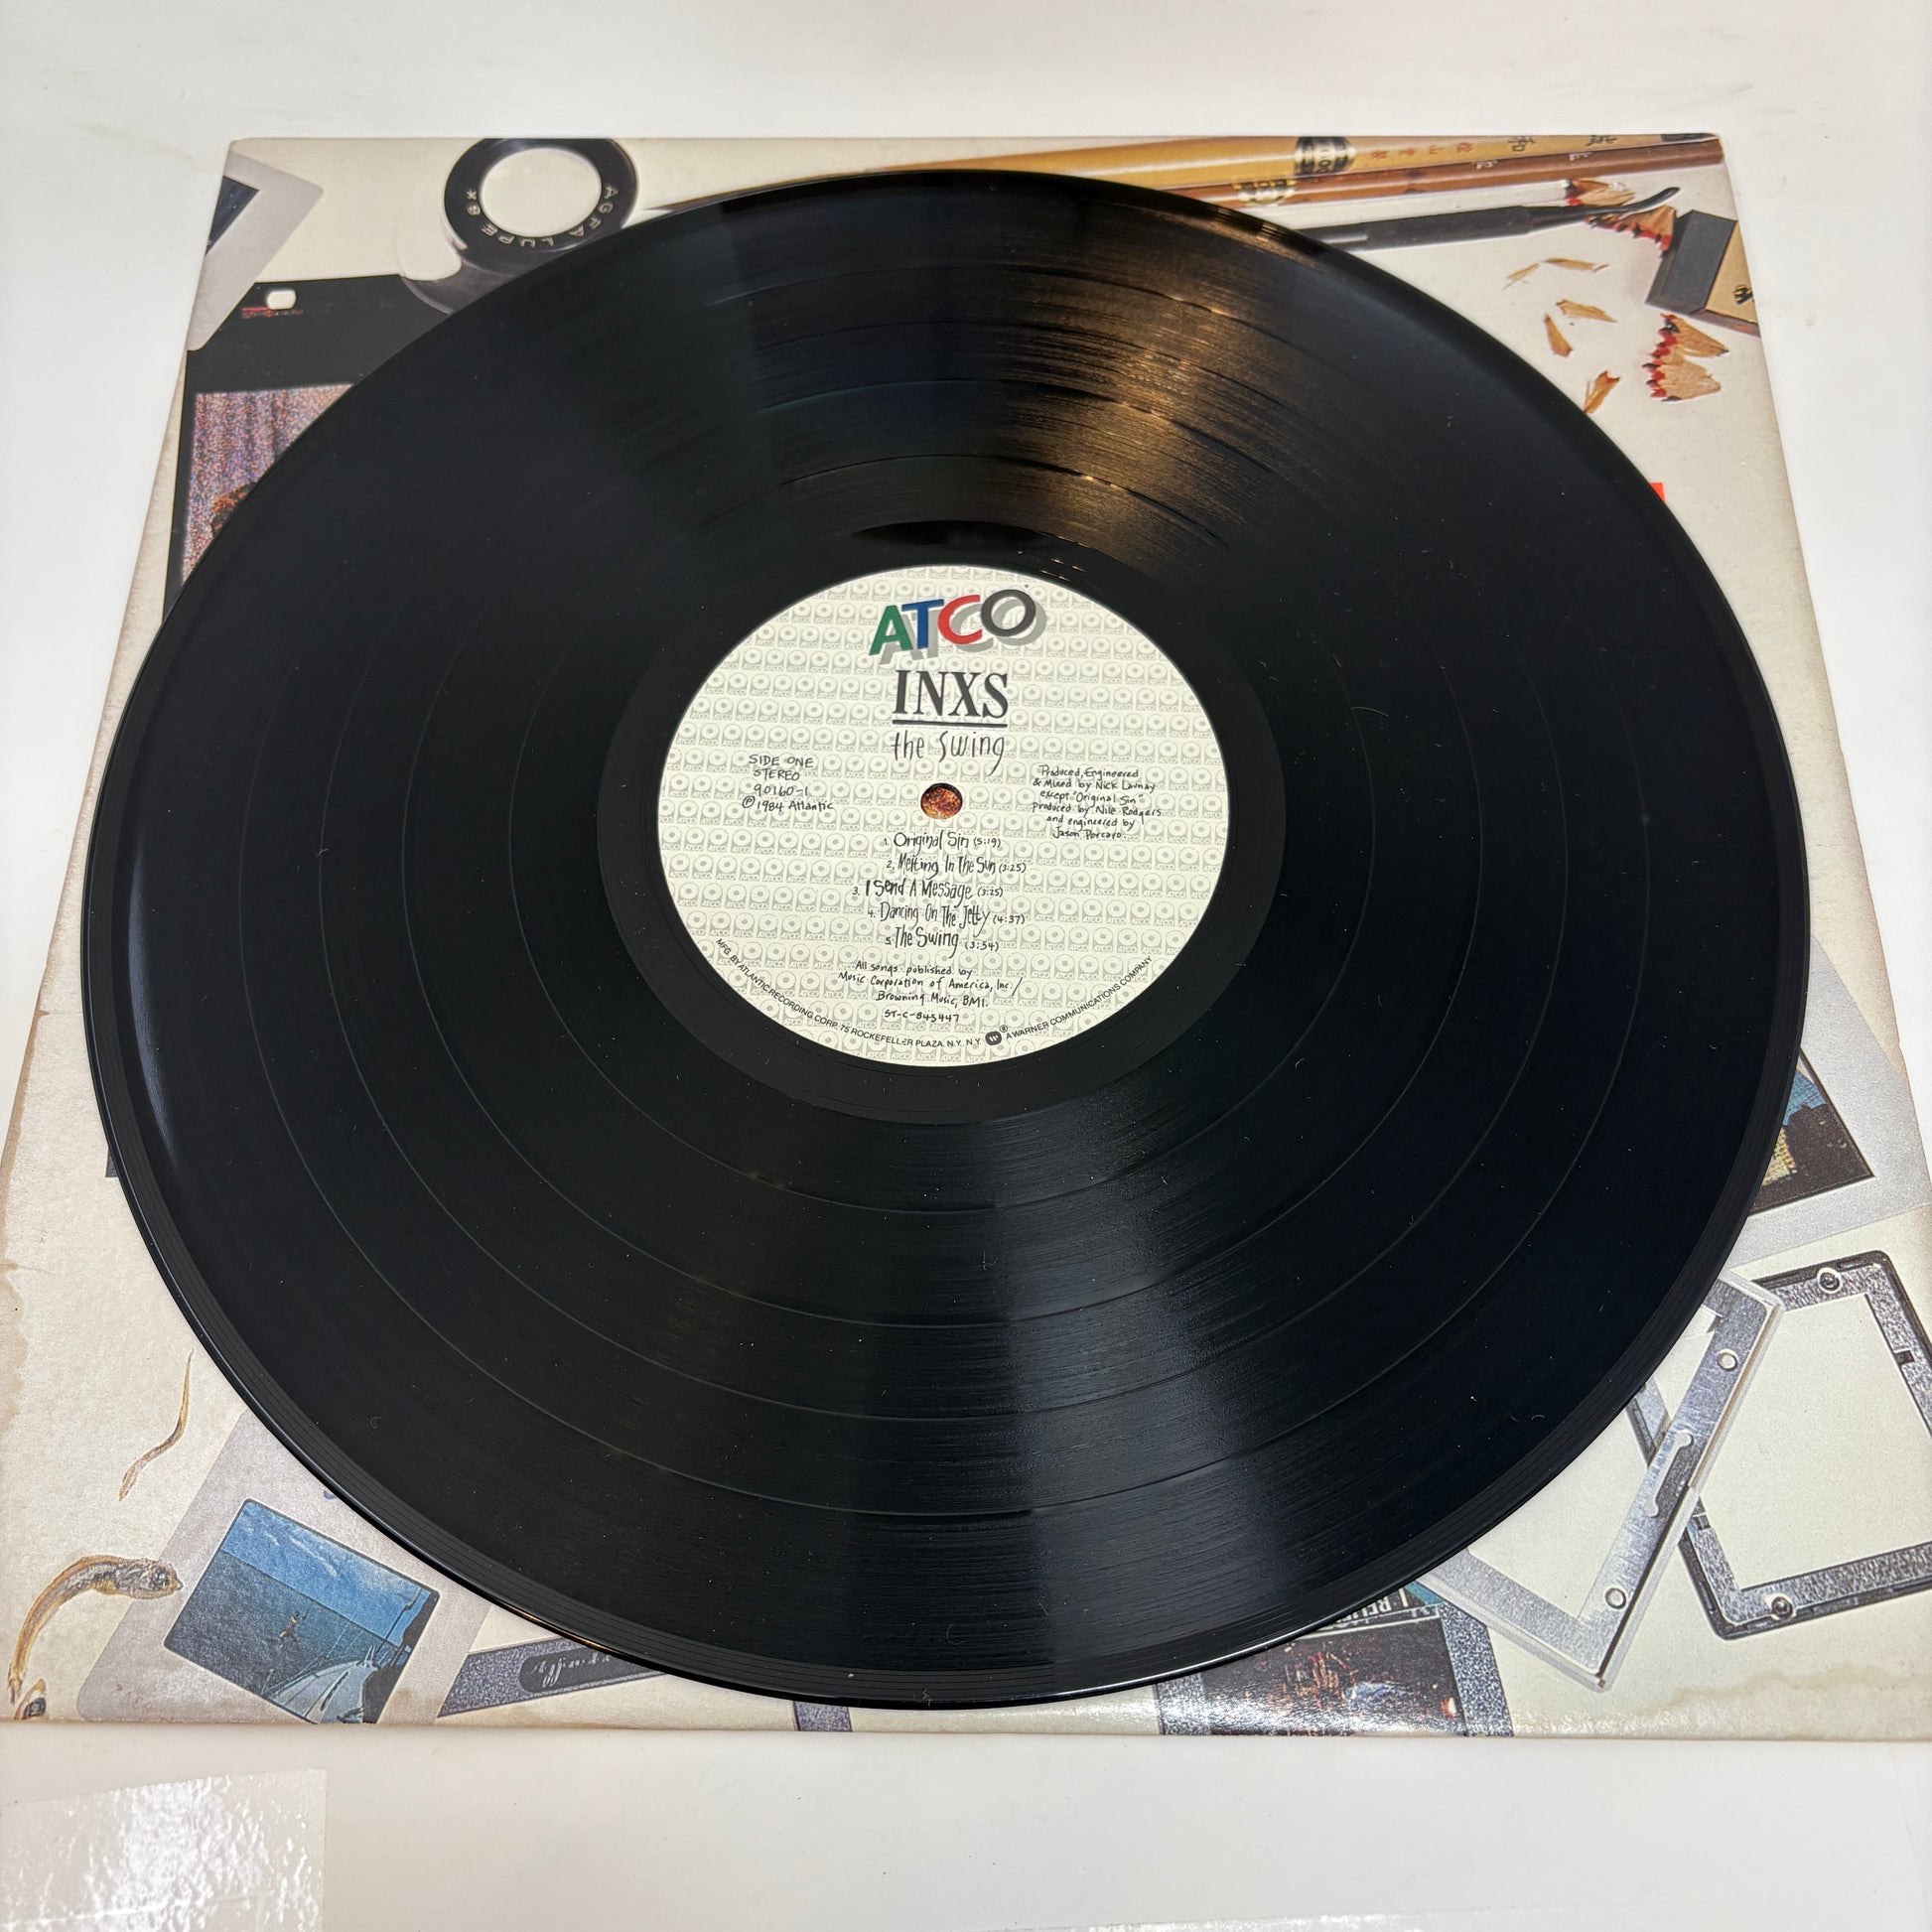 AGFA LUPE 8x
ATCO
INXS
the Swing
SIDE ONE
STEREO
90160-1
℗1984 Atlantic
Produced, Engineered
& Mixed by Nick Launay
except "Original Sin"
produced by Nile Rodgers
and engineered by
Jason Porcaro.
1. Original Sin (5:19)
2. Melting In The Sun (3:25)
3. I Send A Message (3:25)
4. Dancing On The Jetty (4:37)
5. The Swing (3:54)
All songs published by
Music Corporation of America, Inc./
Browning Music, BMI.
ST-C-845447
MFG. BY ATLANTIC RECORDING CORP. 75 ROCKEFELLER PLAZA. N.Y. N.Y. ® A WARNER COMMUNICATIONS COMPANY